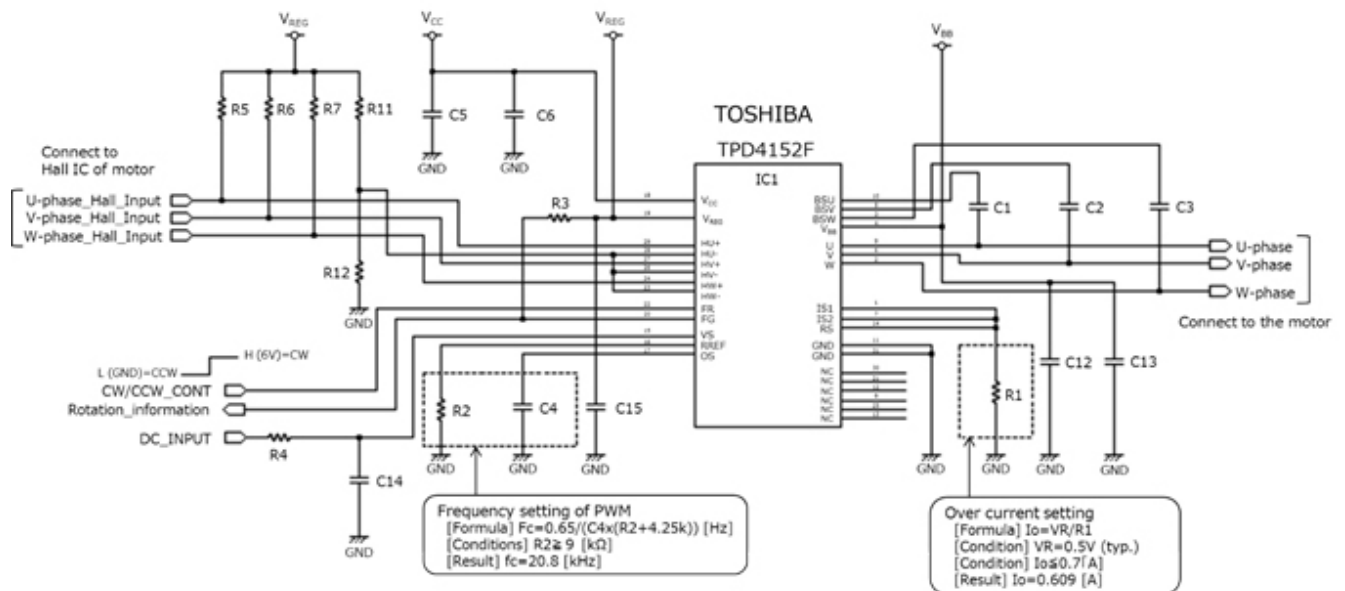 VREG
VCC
VREG
VBB
R5
R6
R7
R11
C5
C6
GND
GND
TOSHIBA
TPD4152F
IC1
Connect to
Hall IC of motor
U-phase_Hall_Input
V-phase_Hall_Input
W-phase_Hall_Input
R3
R12
GND
VCC
VREG
HU+
HU-
HV+
HV-
HW+
HW-
FR
FG
VS
RREF
OS
BSU
BSV
BSW
VBB
U
V
W
IS1
IS2
RS
GND
GND
NC
NC
NC
NC
NC
NC
C1
C2
C3
U-phase
V-phase
W-phase
Connect to the motor
H (6V)=CW
L (GND)=CCW
CW/CCW_CONT
Rotation_information
DC_INPUT
R4
C14
GND
R2
C4
C15
GND
GND
GND
R1
C12
C13
GND
GND
GND
GND
Frequency setting of PWM
[Formula] Fc=0.65/(C4x(R2+4.25k)) [Hz]
[Conditions] R2≧9 [kΩ]
[Result] fc=20.8 [kHz]
Over current setting
[Formula] Io=VR/R1
[Condition] VR=0.5V (typ.)
[Condition] Io≦0.7[A]
[Result] Io=0.609 [A]